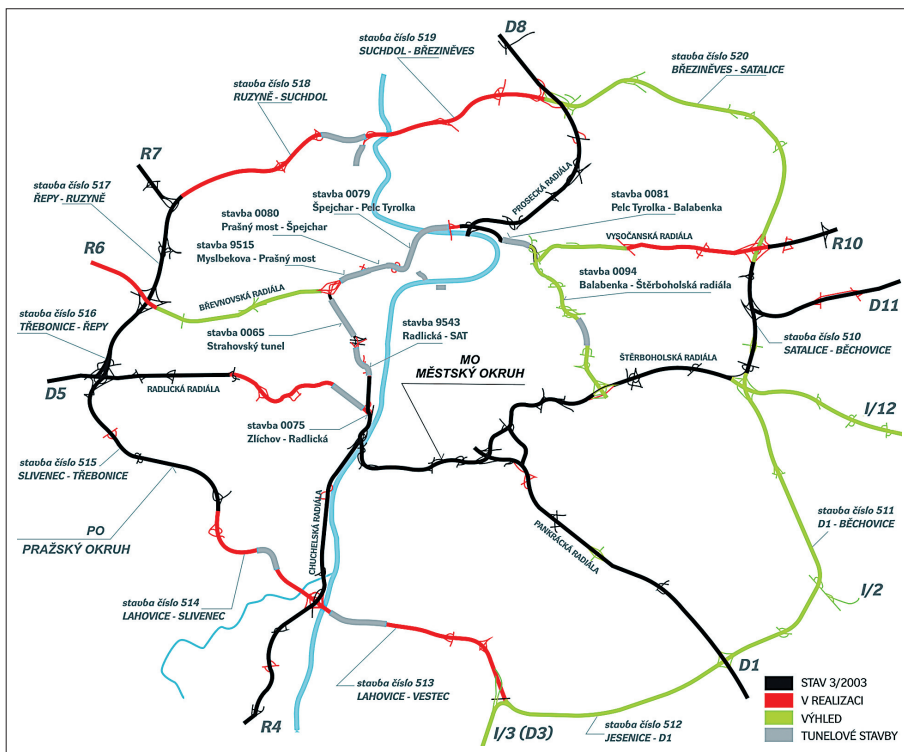 D8
stavba číslo 519
SUCHDOL - BŘEZINĚVES
stavba číslo 520
BŘEZINĚVES - SATALICE
stavba číslo 518
RUZYNĚ - SUCHDOL
R7
stavba číslo 517
ŘEPY - RUZYNĚ
stavba 0079
Špejchar - Pelc Tyrolka
PROSECKÁ RADIÁLA
stavba 0081
Pelc Tyrolka - Balabenka
stavba 0080
Prašný most - Špejchar
R6
stavba 9515
Myslbekova - Prašný most
VYSOČANSKÁ RADIÁLA
R10
stavba 0094
Balabenka - Štěrboholská radiála
BŘEVNOVSKÁ RADIÁLA
D11
stavba číslo 516
TŘEBONICE - ŘEPY
stavba 0065
Strahovský tunel
stavba 9543
Radlická - SAT
stavba číslo 510
SATALICE - BĚCHOVICE
MO
MĚSTSKÝ OKRUH
ŠTĚRBOHOLSKÁ RADIÁLA
D5
RADLICKÁ RADIÁLA
I/12
stavba 0075
Zlíchov - Radlická
stavba číslo 515
SLIVENEC - TŘEBONICE
stavba číslo 511
D1 - BĚCHOVICE
PO
PRAŽSKÝ OKRUH
CHUCHELSKÁ RADIÁLA
PANKRÁCKÁ RADIÁLA
stavba číslo 514
LAHOVICE - SLIVENEC
I/2
D1
stavba číslo 513
LAHOVICE - VESTEC
R4
I/3 (D3)
stavba číslo 512
JESENICE - D1
STAV 3/2003
V REALIZACI
VÝHLED
TUNELOVÉ STAVBY